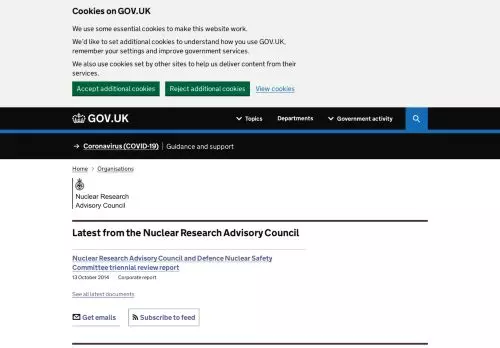 Cookies on GOV.UK
We use some essential cookies to make this website work.
We'd like to set additional cookies to understand how you use GOV.UK,
remember your settings and improve government services.
We also use cookies set by other sites to help us deliver content from their
services.
Accept additional cookies Reject additional cookies View cookies
GOV.UK Topics Departments Government activity
Coronavirus (COVID-19) Guidance and support
Home Organisations
Nuclear Research
Advisory Council
Latest from the Nuclear Research Advisory Council
Nuclear Research Advisory Council and Defence Nuclear Safety
Committee triennial review report
13 October 2014 Corporate report
See all latest documents
Get emails Subscribe to feed